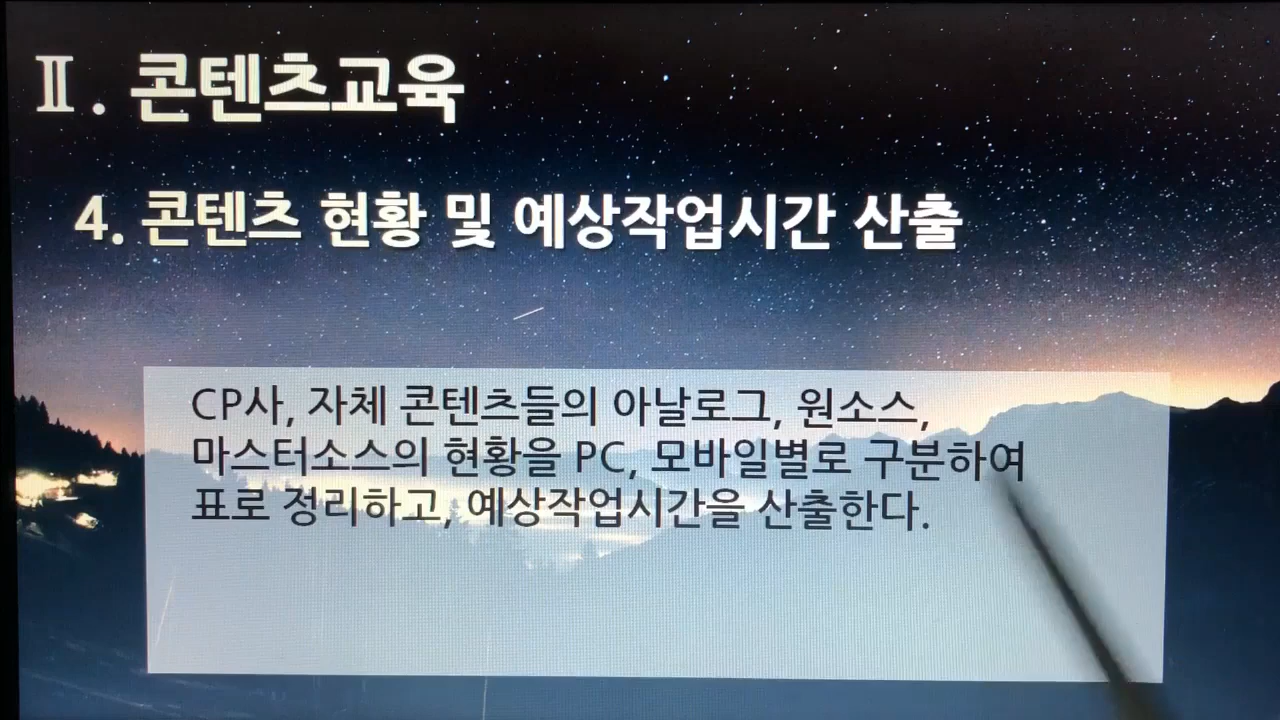 Ⅱ. 콘텐츠교육
4. 콘텐츠 현황 및 예상작업시간 산출
CP사, 자체 콘텐츠들의 아날로그, 원소스,
마스터소스의 현황을 PC, 모바일별로 구분하여
표로 정리하고, 예상작업시간을 산출한다.